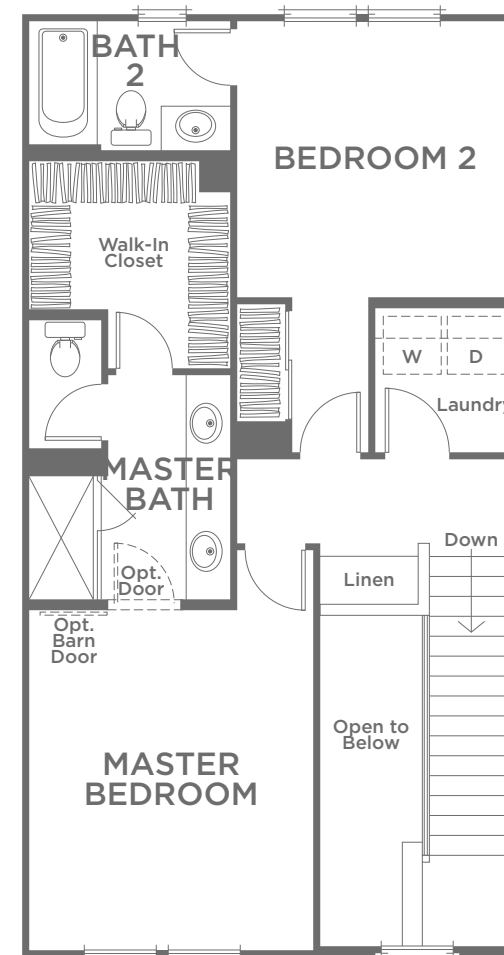 BATH
2
BEDROOM 2
Walk-In
Closet
W
D
Laundry
MASTER
BATH
Down
Opt.
Door
Linen
Opt.
Barn
Door
Open to
Below
MASTER
BEDROOM